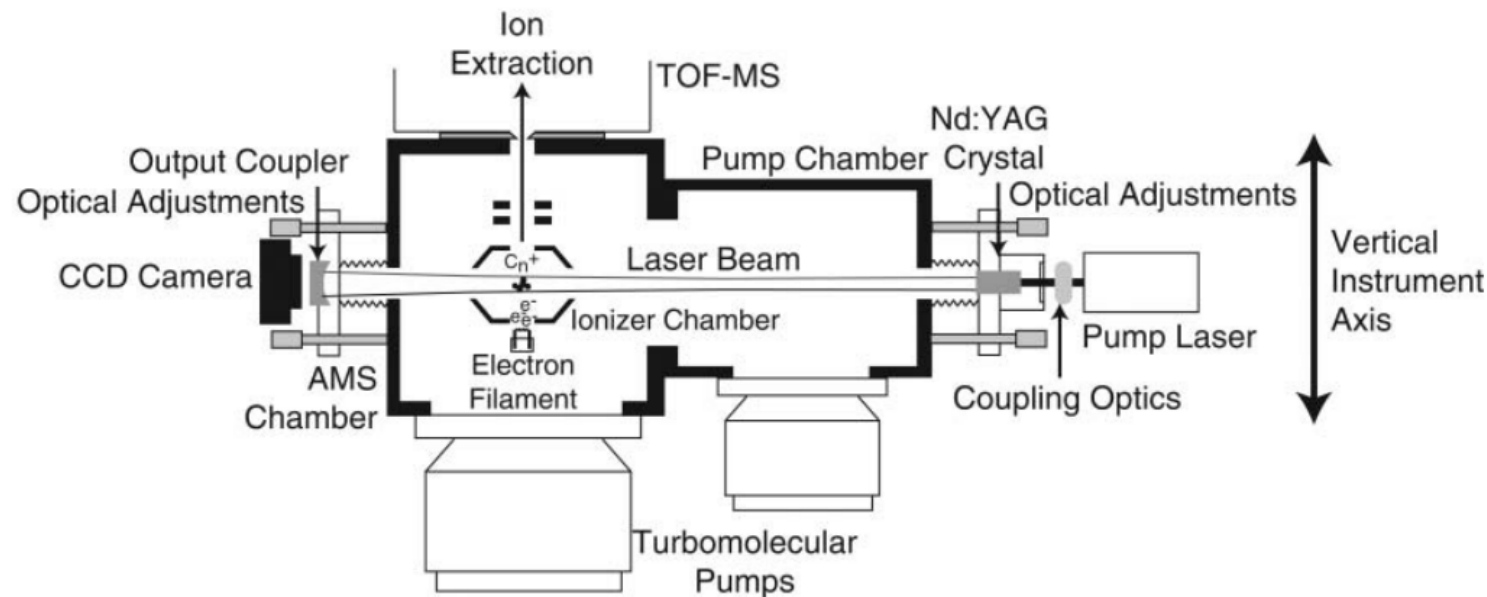 Ion
Extraction
TOF-MS
Nd:YAG
Crystal
Pump Chamber
Output Coupler
Optical Adjustments
Optical Adjustments
CCD Camera
Cn+
Laser Beam
Vertical
Instrument
Axis
e-
e-e-
Ionizer Chamber
Pump Laser
Electron
Filament
AMS
Chamber
Coupling Optics
Turbomolecular
Pumps